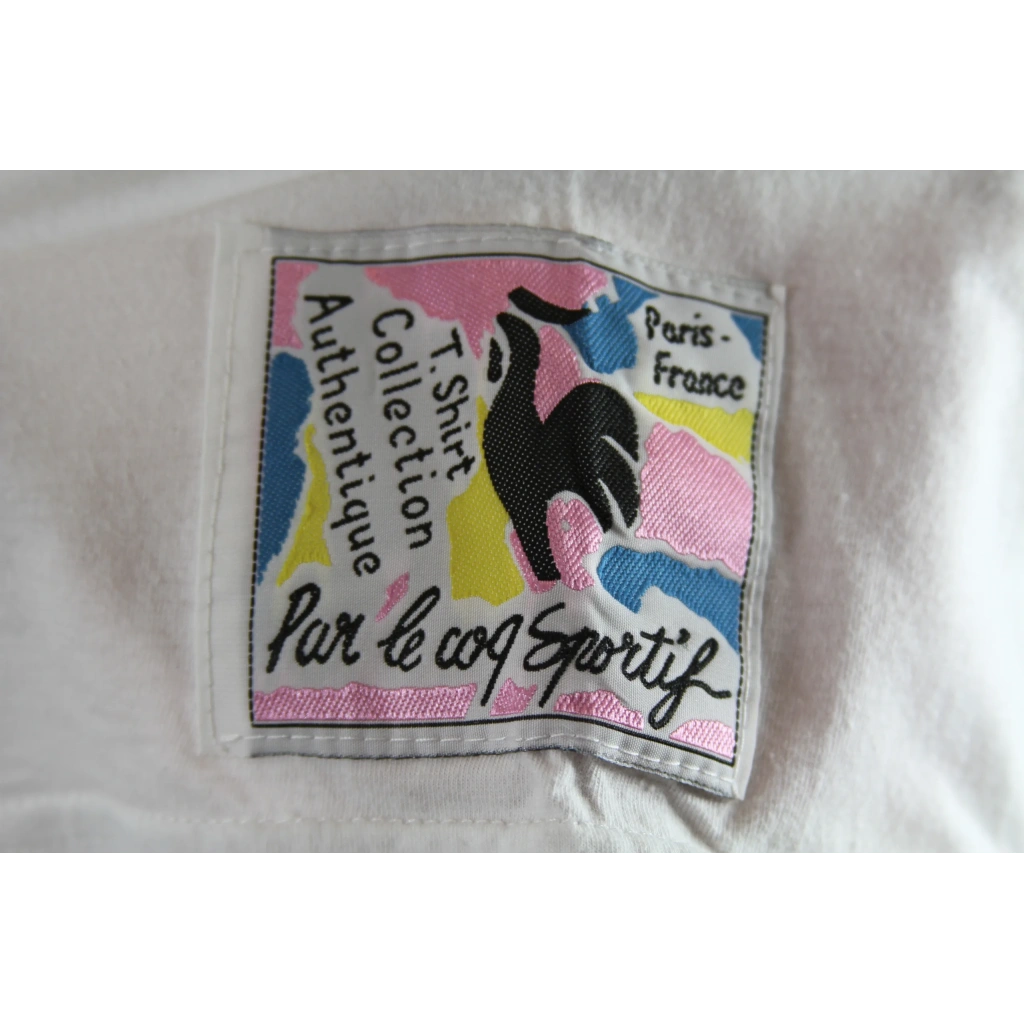 T.Shirt
Collection
Authentique
Paris-
France
Par le coq Sportif